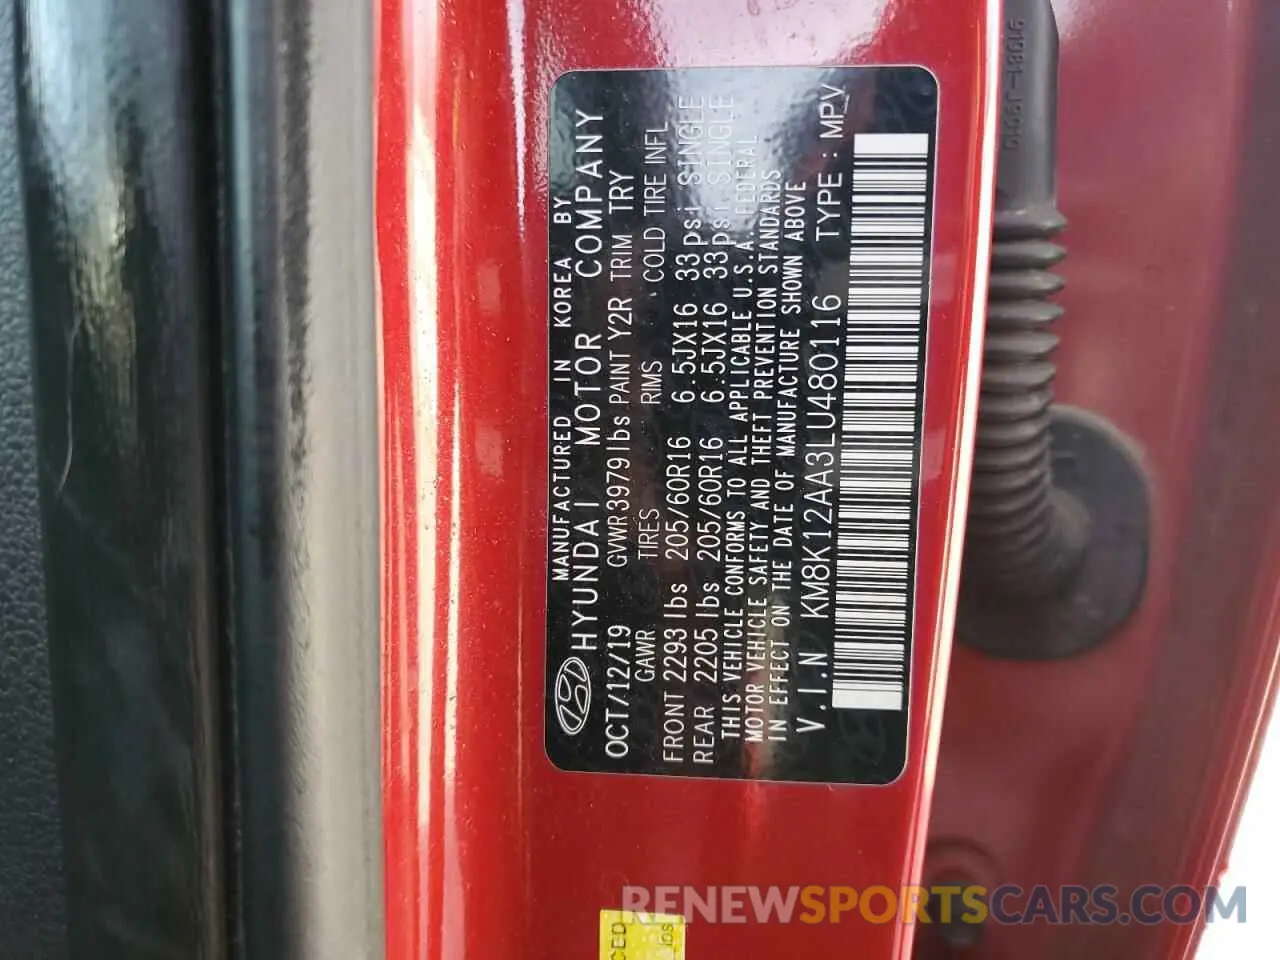 MANUFACTURED IN KOREA BY
HYUNDAI MOTOR COMPANY
OCT/12/19 GVWR 3979 lbs PAINT Y2R TRIM TRY
GAWR TIRES RIMS COLD TIRE INFL
FRONT 2293 lbs 205/60R16 6.5JX16 33psi SINGLE
REAR 2205 lbs 205/60R16 6.5JX16 33psi SINGLE
THIS VEHICLE CONFORMS TO ALL APPLICABLE U.S.A. FEDERAL
MOTOR VEHICLE SAFETY AND THEFT PREVENTION STANDARDS
IN EFFECT ON THE DATE OF MANUFACTURE SHOWN ABOVE
V.I.N KM8K12AA3LU480116 TYPE : MPV
RENEWSPORTSCARS.COM